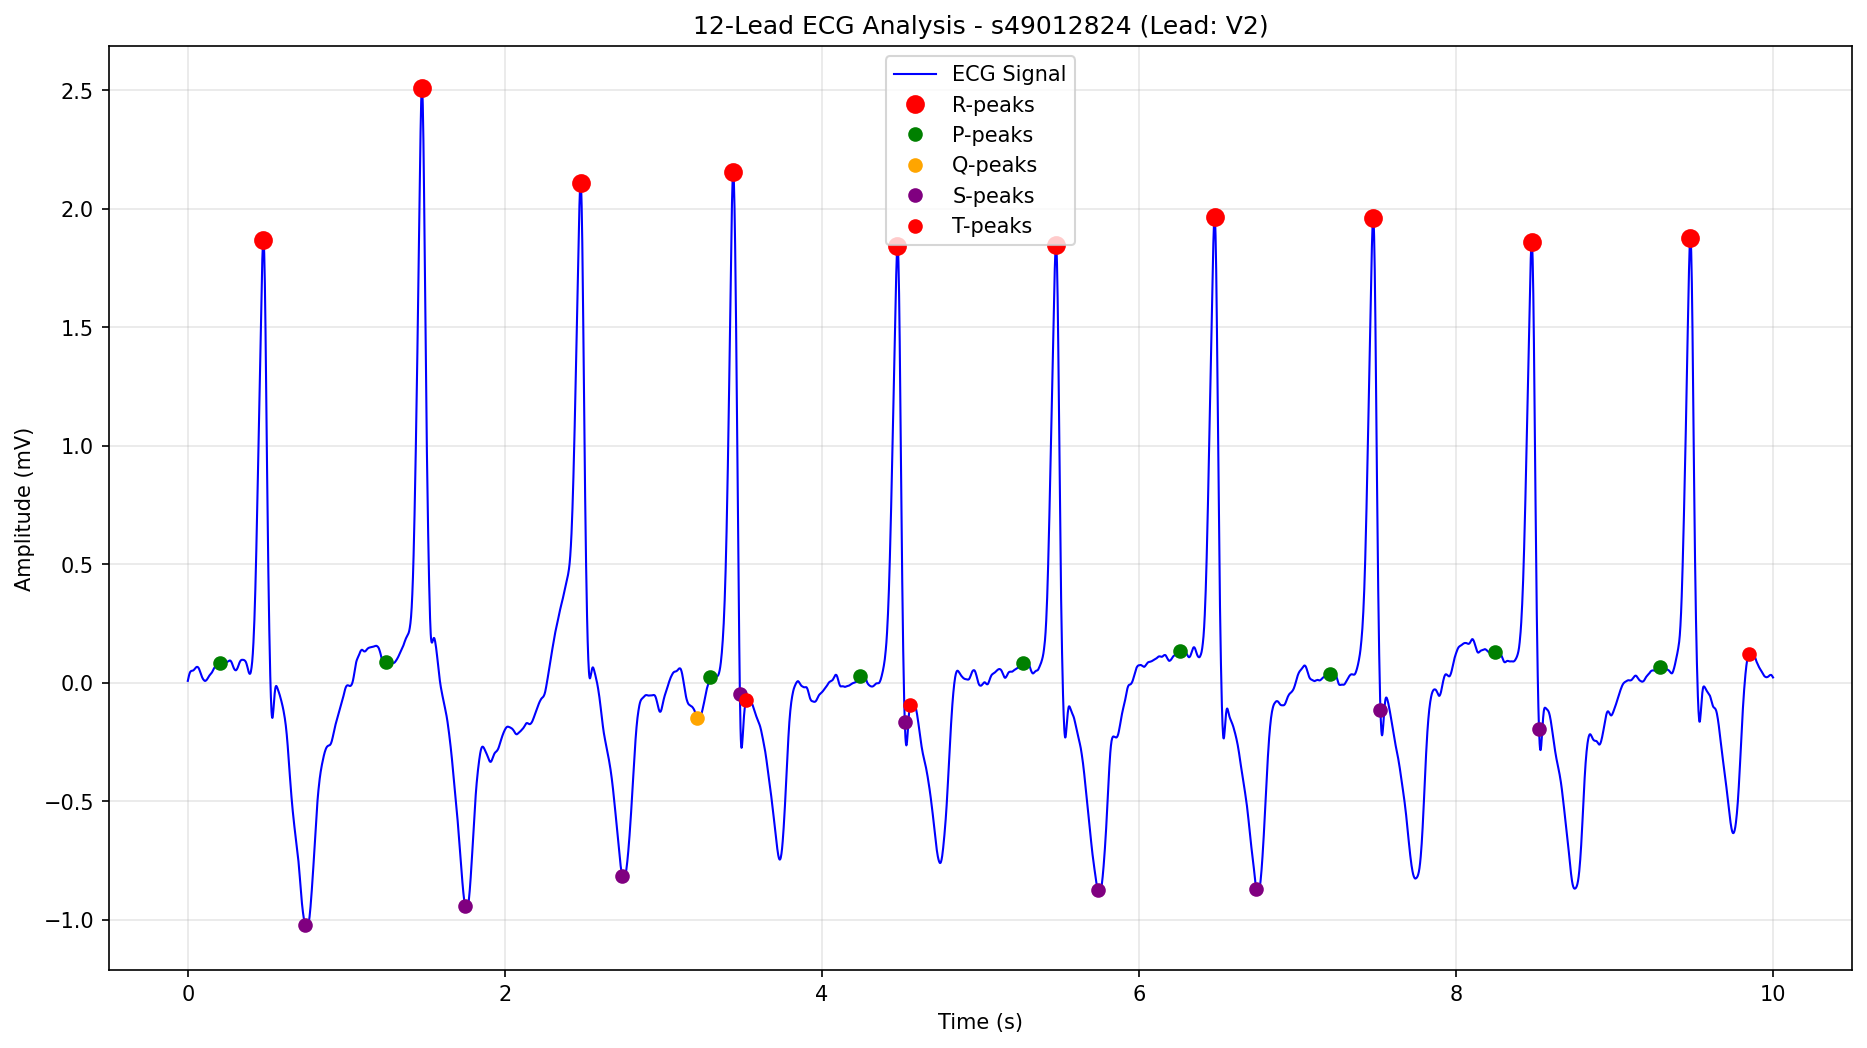 12-Lead ECG Analysis - s49012824 (Lead: V2)
ECG Signal
R-peaks
P-peaks
Q-peaks
S-peaks
T-peaks
Amplitude (mV)
2.5
2.0
1.5
1.0
0.5
0.0
−0.5
−1.0
0 2 4 6 8 10
Time (s)